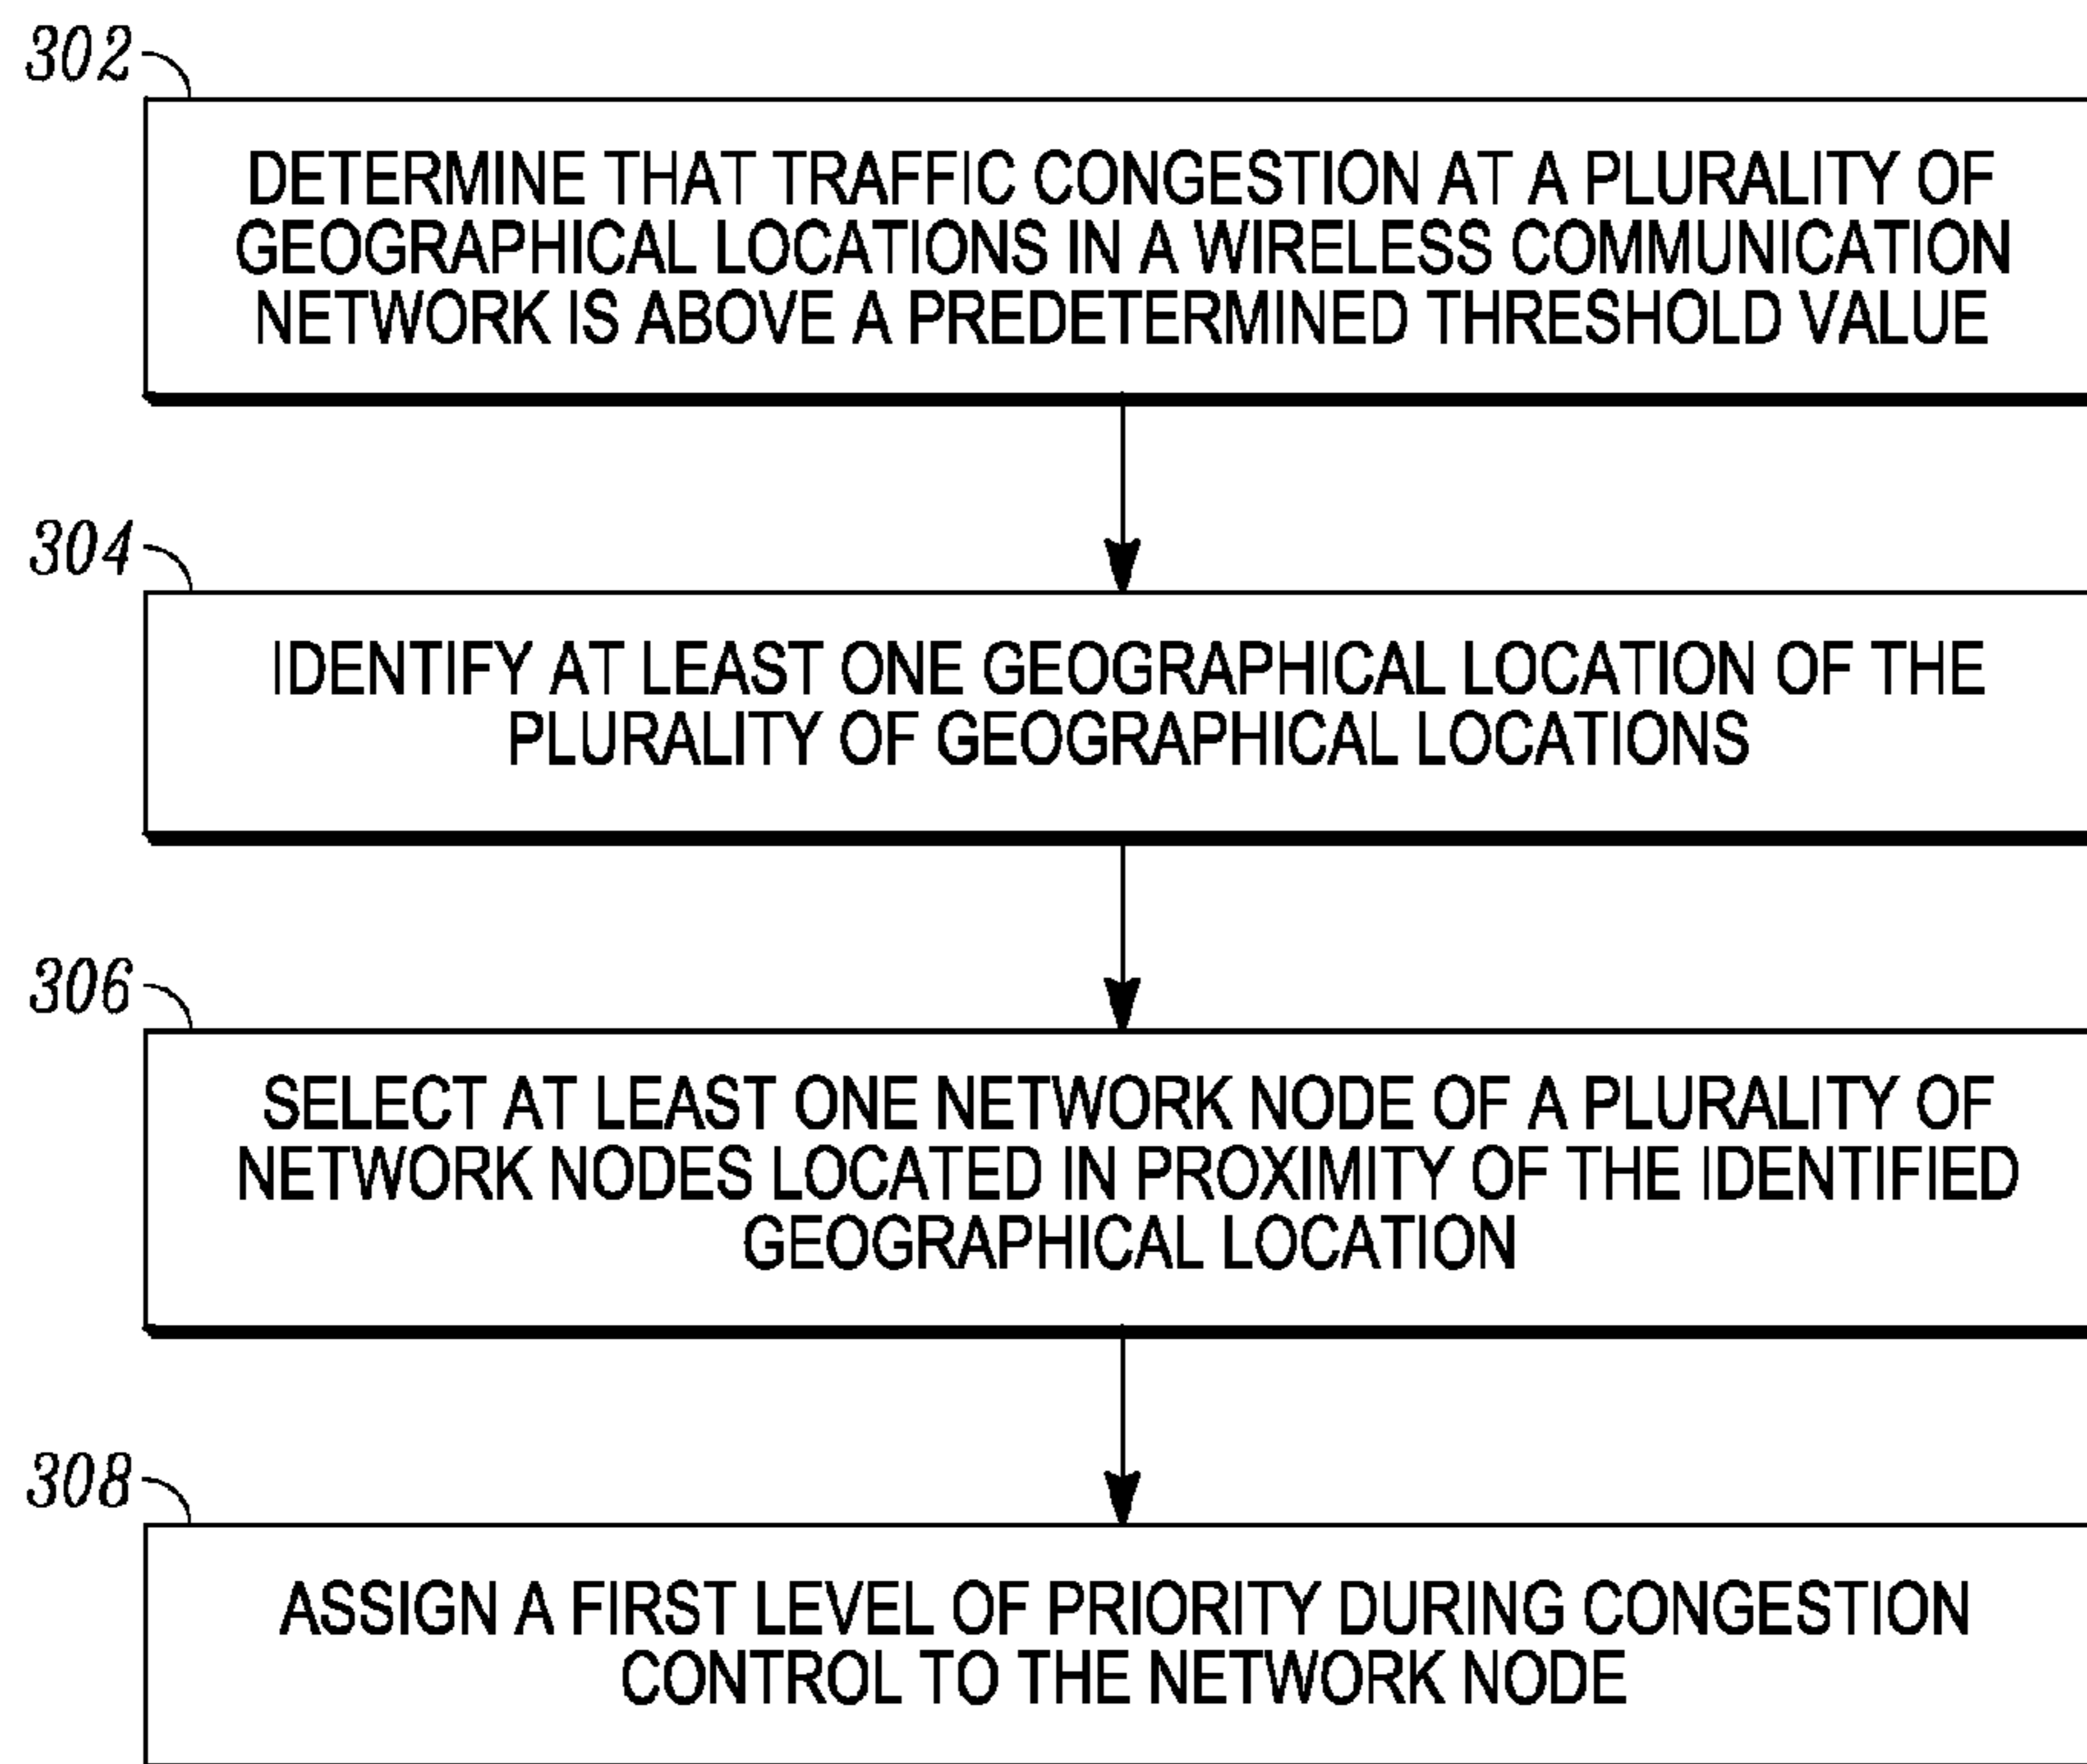 302
DETERMINE THAT TRAFFIC CONGESTION AT A PLURALITY OF
GEOGRAPHICAL LOCATIONS IN A WIRELESS COMMUNICATION
NETWORK IS ABOVE A PREDETERMINED THRESHOLD VALUE
304
IDENTIFY AT LEAST ONE GEOGRAPHICAL LOCATION OF THE
PLURALITY OF GEOGRAPHICAL LOCATIONS
306
SELECT AT LEAST ONE NETWORK NODE OF A PLURALITY OF
NETWORK NODES LOCATED IN PROXIMITY OF THE IDENTIFIED
GEOGRAPHICAL LOCATION
308
ASSIGN A FIRST LEVEL OF PRIORITY DURING CONGESTION
CONTROL TO THE NETWORK NODE